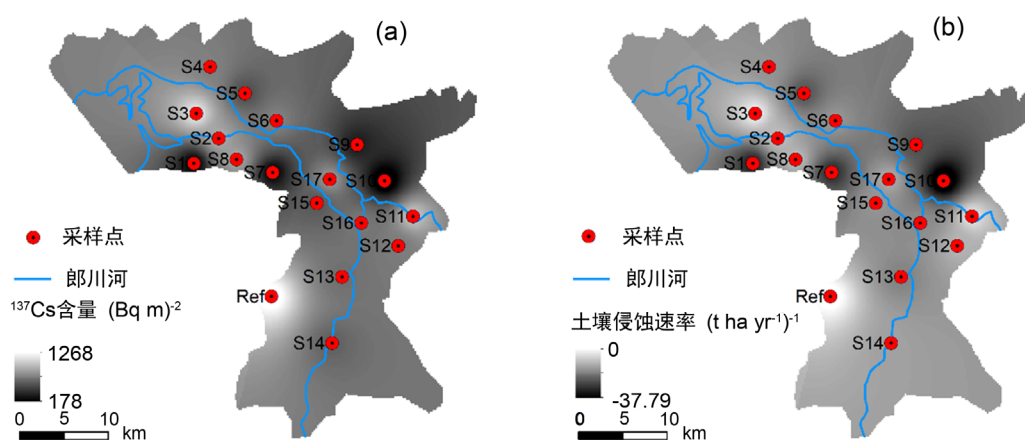 (a)
S4
S5
S3
S6
S2
S9
S1
S8
S7
S17
S10
S15
S11
S16
S12
S13
Ref
S14
采样点
郎川河
¹³⁷Cs含量 (Bq m)⁻²
1268
178
0 5 10
km
(b)
S4
S5
S3
S6
S2
S9
S1
S8
S7
S17
S10
S15
S11
S16
S12
S13
Ref
S14
采样点
郎川河
土壤侵蚀速率 (t ha yr⁻¹)⁻¹
0
-37.79
0 5 10
km